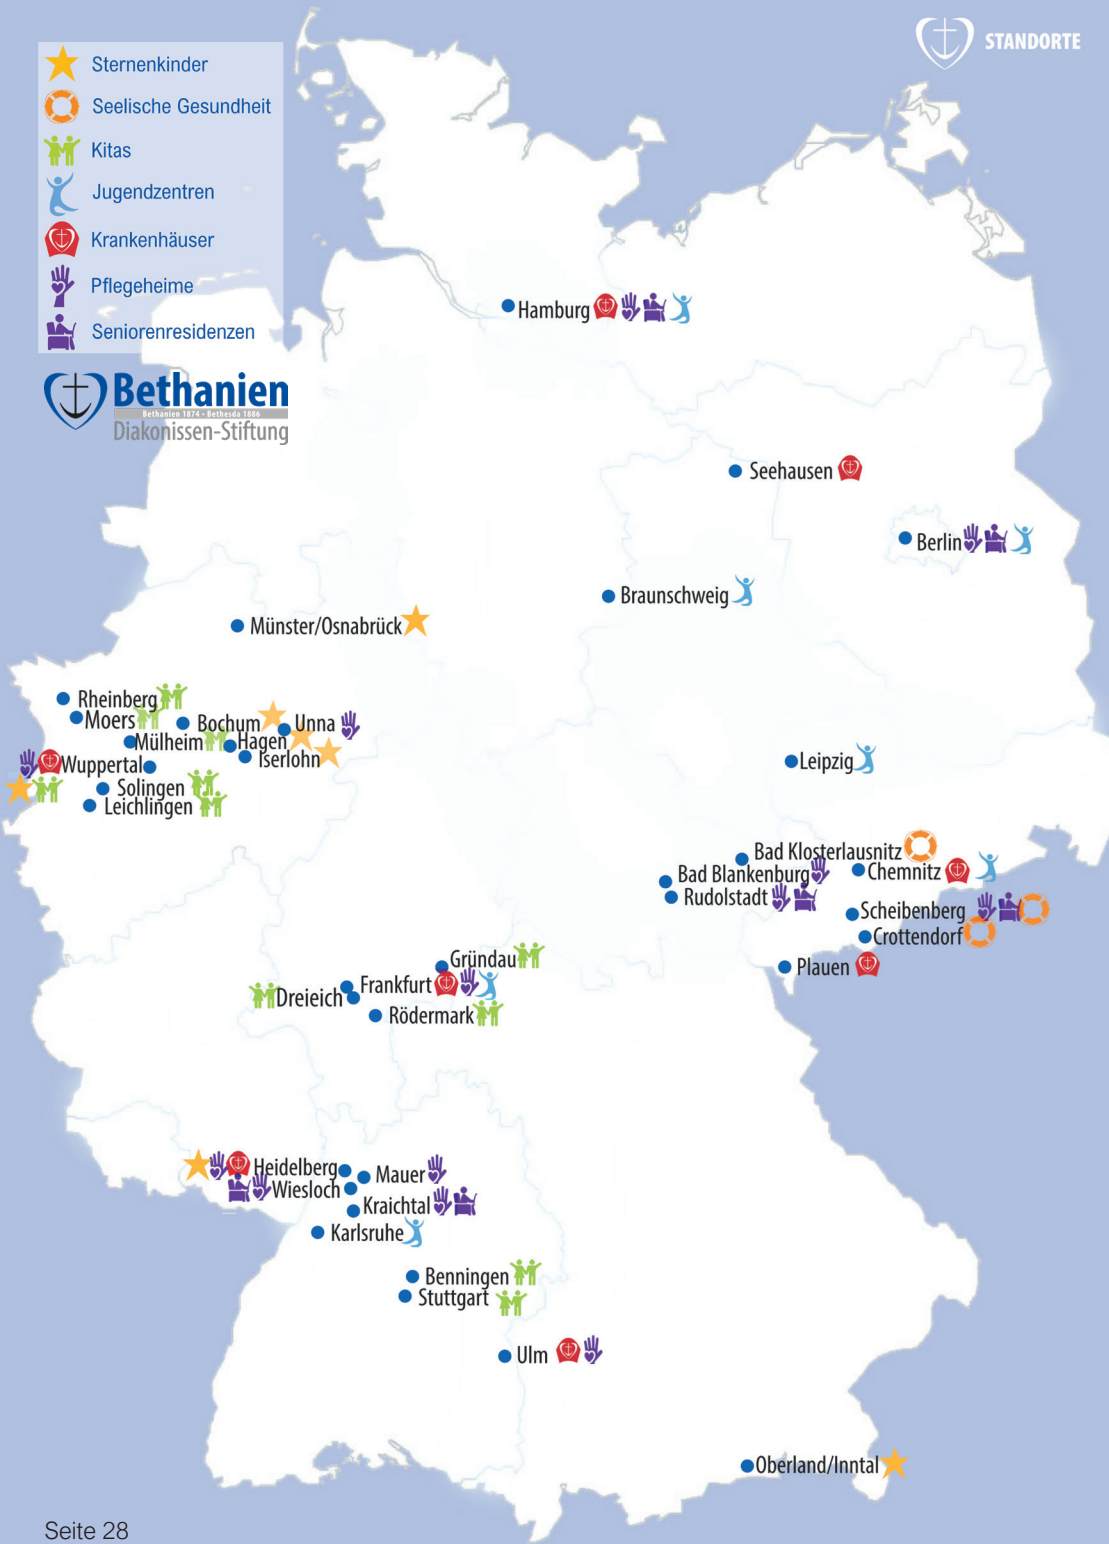 STANDORTE
Sternenkinder
Seelische Gesundheit
Kitas
Jugendzentren
Krankenhäuser
Pflegeheime
Seniorenresidenzen
Bethanien
Bethanien 1874 - Bethesda 1886
Diakonissen-Stiftung
Hamburg
Seehausen
Berlin
Braunschweig
Münster/Osnabrück
Rheinberg
Moers
Bochum
Unna
Mülheim
Hagen
Iserlohn
Wuppertal
Solingen
Leichlingen
Leipzig
Bad Klosterlausnitz
Bad Blankenburg
Chemnitz
Rudolstadt
Scheibenberg
Crottendorf
Plauen
Gründau
Frankfurt
Dreieich
Rödermark
Heidelberg
Mauer
Wiesloch
Kraichtal
Karlsruhe
Benningen
Stuttgart
Ulm
Oberland/Inntal
Seite 28